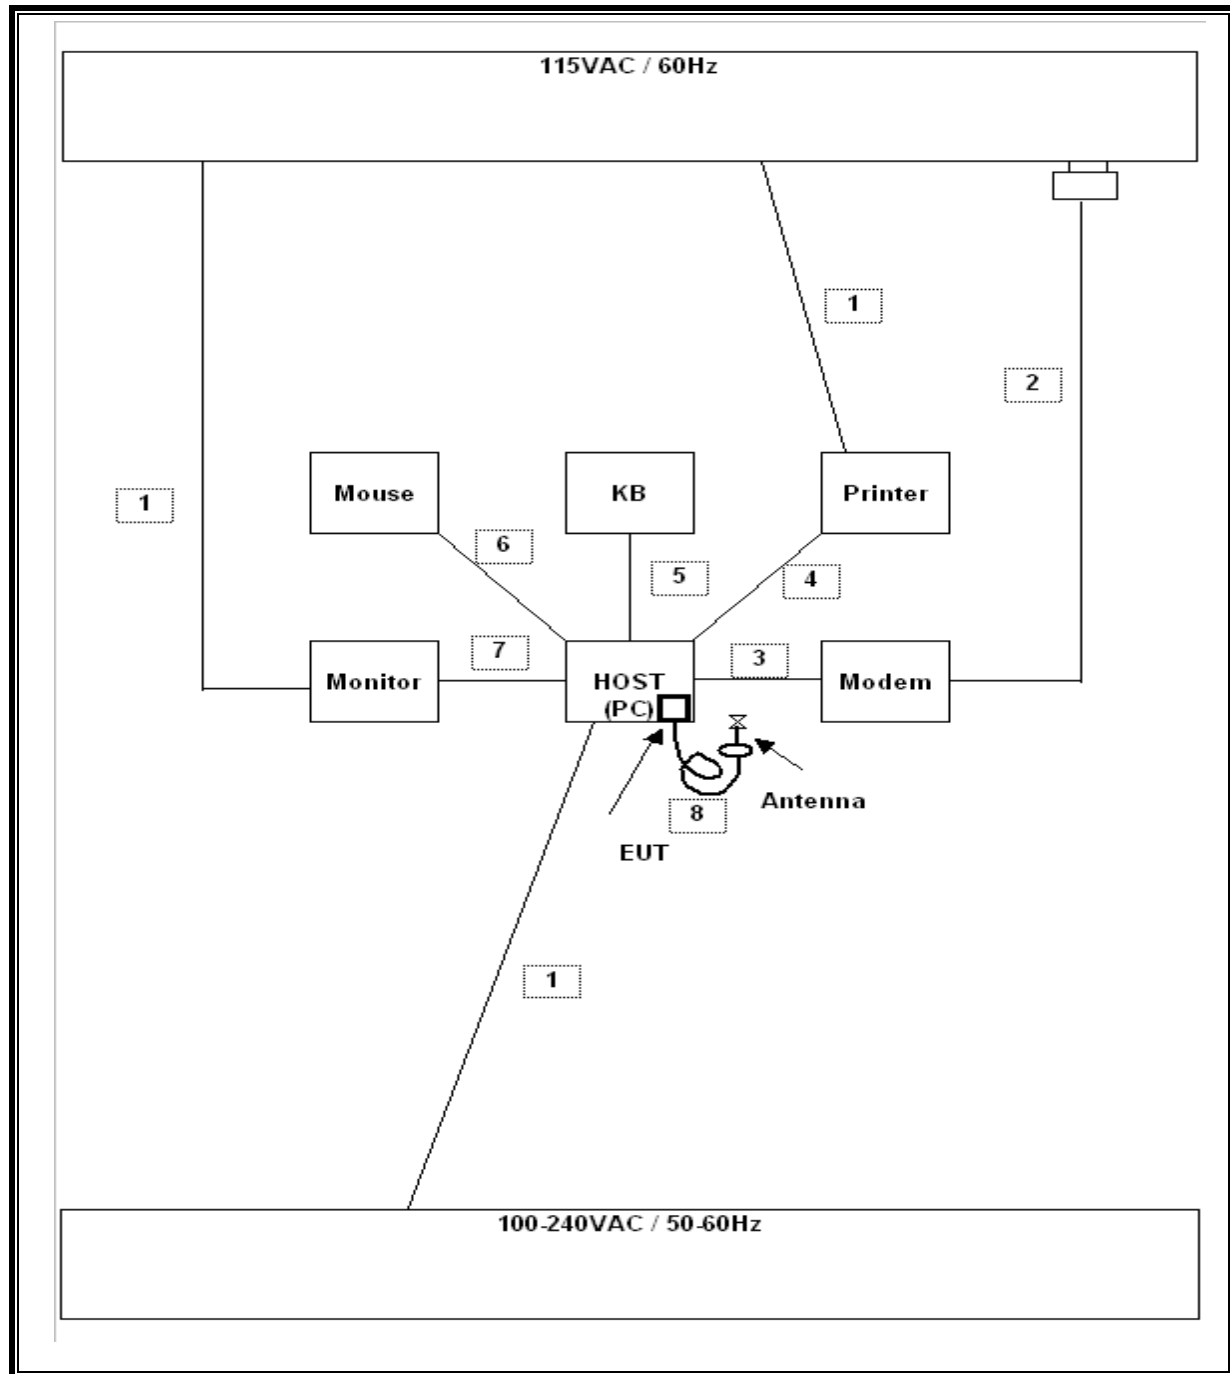 115VAC / 60Hz
1
2
Mouse
KB
Printer
1
6
5
4
7
3
Monitor
HOST
(PC)
Modem
Antenna
8
EUT
1
100-240VAC / 50-60Hz